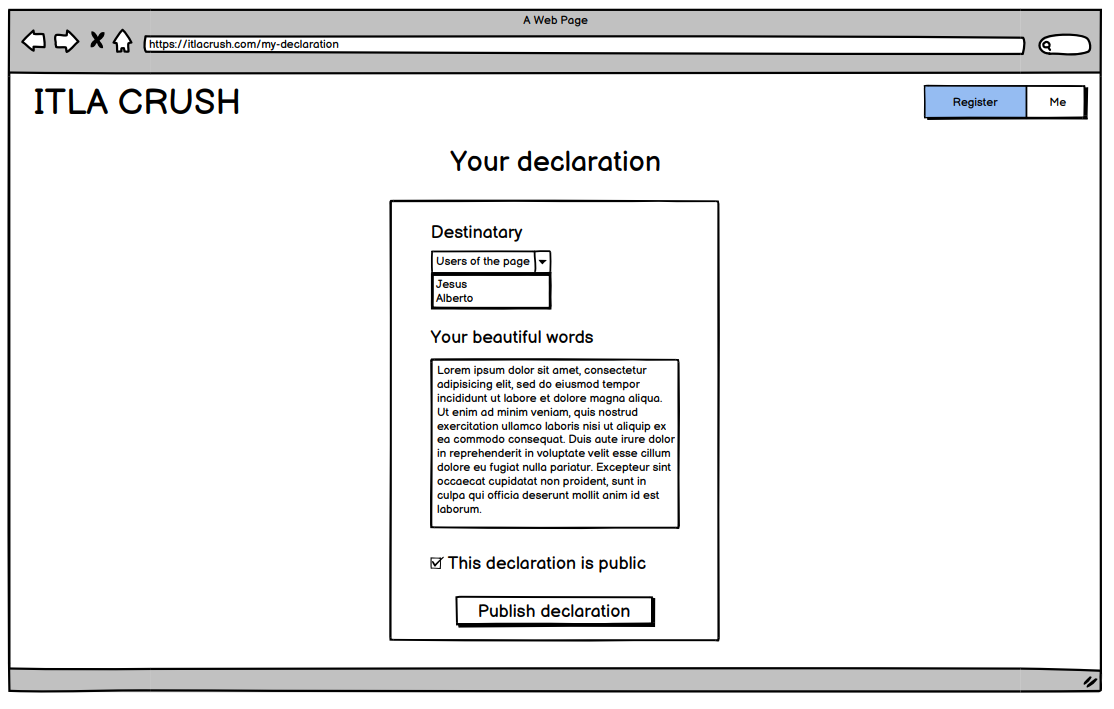 A Web Page
https://itlacrush.com/my-declaration
ITLA CRUSH
Register
Me
Your declaration
Destinatary
Users of the page
Jesus
Alberto
Your beautiful words
Lorem ipsum dolor sit amet, consectetur
adipisicing elit, sed do eiusmod tempor
incididunt ut labore et dolore magna aliqua.
Ut enim ad minim veniam, quis nostrud
exercitation ullamco laboris nisi ut aliquip ex
ea commodo consequat. Duis aute irure dolor
in reprehenderit in voluptate velit esse cillum
dolore eu fugiat nulla pariatur. Excepteur sint
occaecat cupidatat non proident, sunt in
culpa qui officia deserunt mollit anim id est
laborum.
This declaration is public
Publish declaration